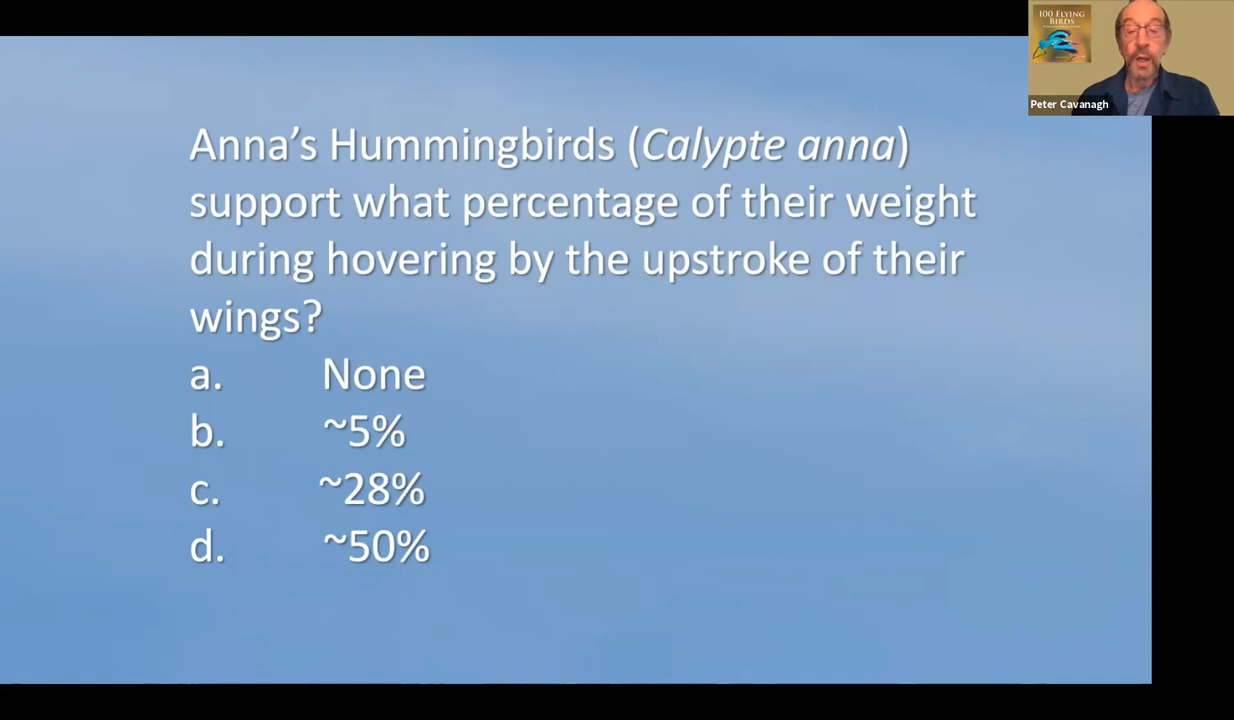 100 FLYING
BIRDS
Peter Cavanagh
Anna’s Hummingbirds (Calypte anna)
support what percentage of their weight
during hovering by the upstroke of their
wings?
a. None
b. ~5%
c. ~28%
d. ~50%